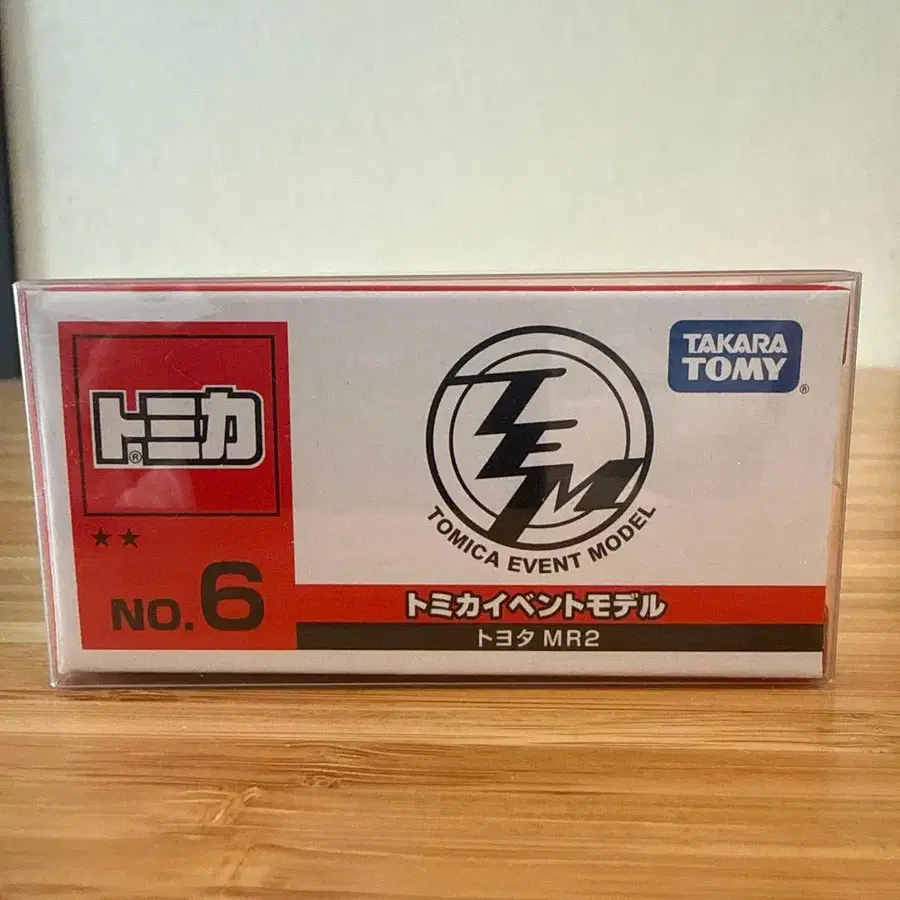 トミカ®
★★
NO.6
TEM
TOMICA EVENT MODEL
TAKARA
TOMY®
トミカイベントモデル
トヨタ MR2